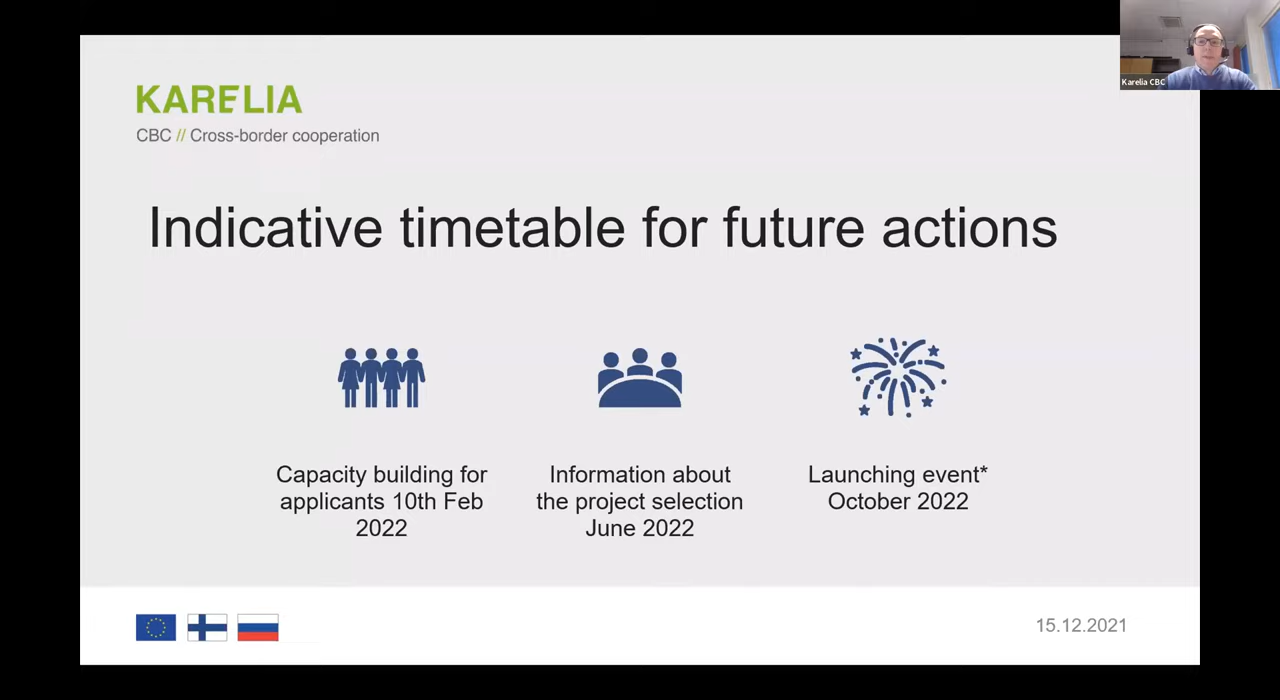 KARELIA
CBC // Cross-border cooperation
Karelia CBC
Indicative timetable for future actions
Capacity building for
applicants 10th Feb
2022
Information about
the project selection
June 2022
Launching event*
October 2022
15.12.2021